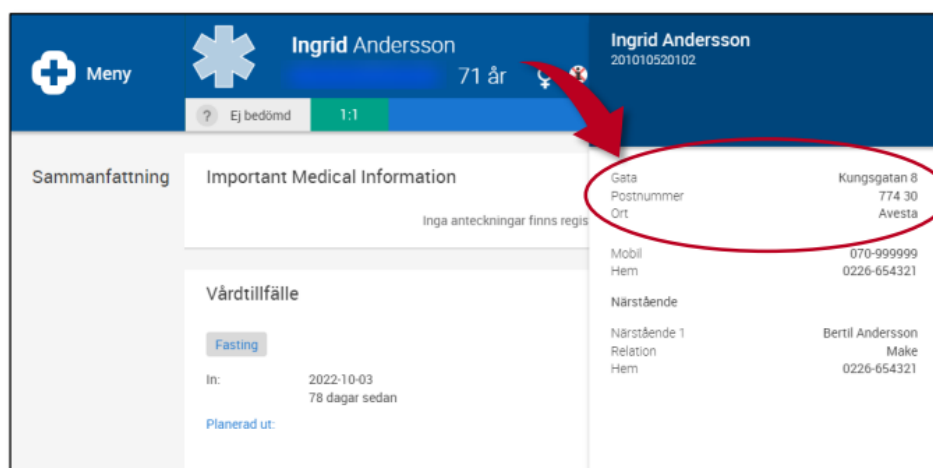 Meny
Ingrid Andersson
71 år
? Ej bedömd
1:1
Sammanfattning
Important Medical Information
Inga anteckningar finns regis
Vårdtillfälle
Fasting
In: 2022-10-03
78 dagar sedan
Planerad ut:
Ingrid Andersson
201010520102
Gata Kungsgatan 8
Postnummer 774 30
Ort Avesta
Mobil 070-999999
Hem 0226-654321
Närstående
Närstående 1 Bertil Andersson
Relation Make
Hem 0226-654321